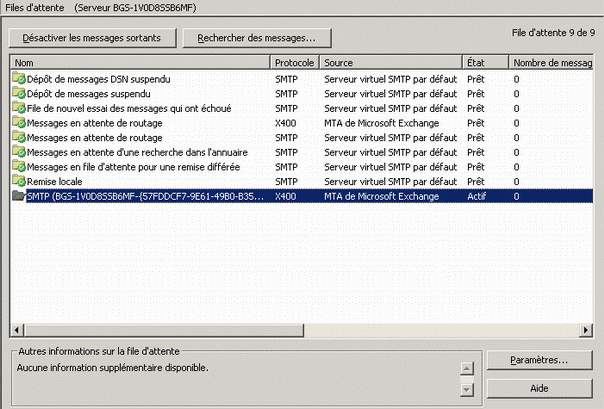 Files d'attente (Serveur BGS-1V0D8SSB6MF)
Désactiver les messages sortants Rechercher des messages... File d'attente 9 de 9
Nom Protocole Source État Nombre de messag
Dépôt de messages DSN suspendu SMTP Serveur virtuel SMTP par défaut Prêt 0
Dépôt de messages suspendu SMTP Serveur virtuel SMTP par défaut Prêt 0
File de nouvel essai des messages qui ont échoué SMTP Serveur virtuel SMTP par défaut Prêt 0
Messages en attente de routage X400 MTA de Microsoft Exchange Prêt 0
Messages en attente de routage SMTP Serveur virtuel SMTP par défaut Prêt 0
Messages en attente d'une recherche dans l'annuaire SMTP Serveur virtuel SMTP par défaut Prêt 0
Messages en file d'attente pour une remise différée SMTP Serveur virtuel SMTP par défaut Prêt 0
Remise locale SMTP Serveur virtuel SMTP par défaut Prêt 0
SMTP (BGS-1V0D8SSB6MF-{57FDDCF7-9E61-49B0-B35... X400 MTA de Microsoft Exchange Actif 0
Autres informations sur la file d'attente
Aucune information supplémentaire disponible.
Paramètres...
Aide